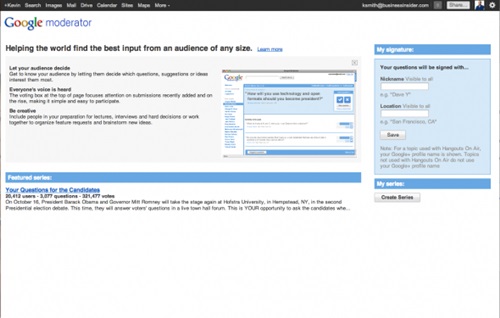 +Kevin Search Images Mail Drive Calendar Sites Maps More
ksmith@businessinsider.com Share...
Google moderator
Helping the world find the best input from an audience of any size. Learn more
Let your audience decide
Get to know your audience by letting them decide which questions, suggestions or ideas
interest them most.
Everyone's voice is heard
The voting box at the top of page focuses attention on submissions recently added and on
the rise, making it simple and easy to participate.
Be creative
Include people in your preparation for lectures, interviews and hard decisions or work
together to organize feature requests and brainstorm new ideas.
Google
"How will you use technology and open
formats should you become president?"
Featured series:
Your Questions for the Candidates
- 321,477 votes
On October 16, President Barack Obama and Governor Mitt Romney will take the stage again at Hofstra University, in Hempstead, NY, in the second
Presidential election debate. This time, they will answer voters' questions in a live town hall forum. This is YOUR opportunity to ask the candidates whe...
My signature:
Your questions will be signed with...
Nickname Visible to all
e.g. "Dave Y"
Location Visible to all
e.g. "San Francisco, CA"
Save
Note: For a topic used with Hangouts On Air,
your Google+ profile name is shown. Topics
not used with Hangouts On Air do not use
your Google+ profile name.
My series:
Create Series